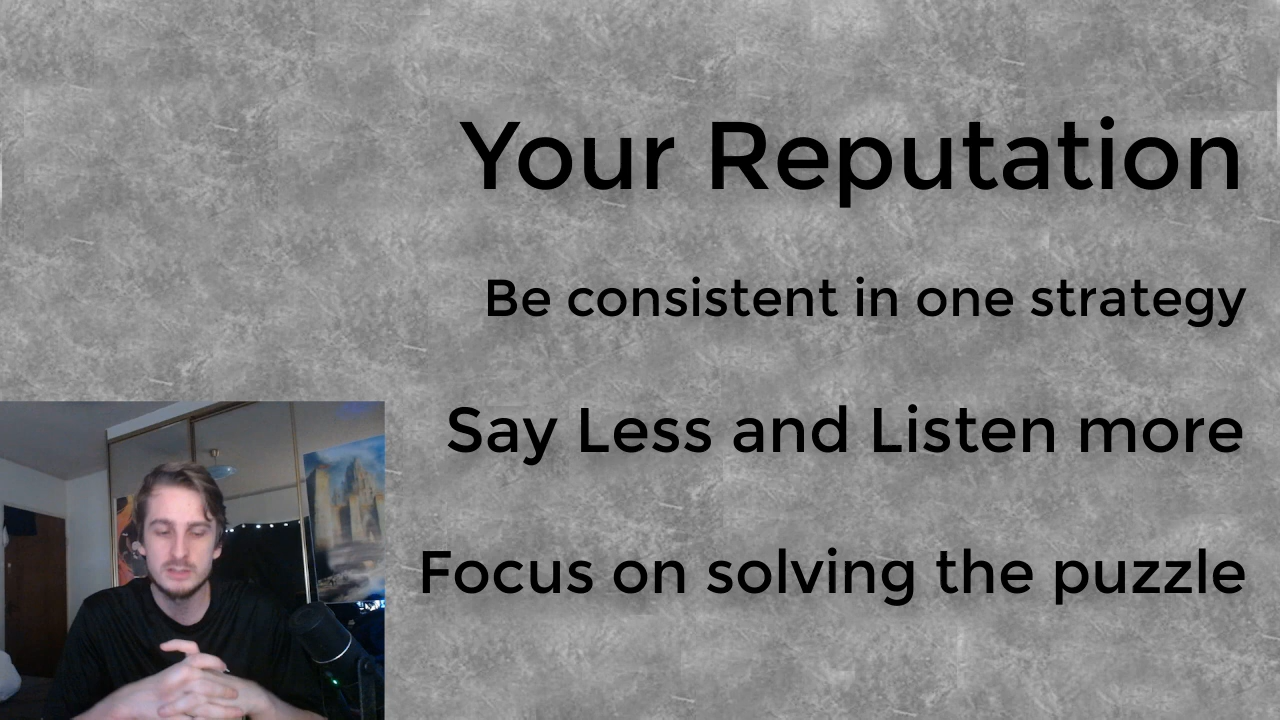 Your Reputation
Be consistent in one strategy
Say Less and Listen more
Focus on solving the puzzle